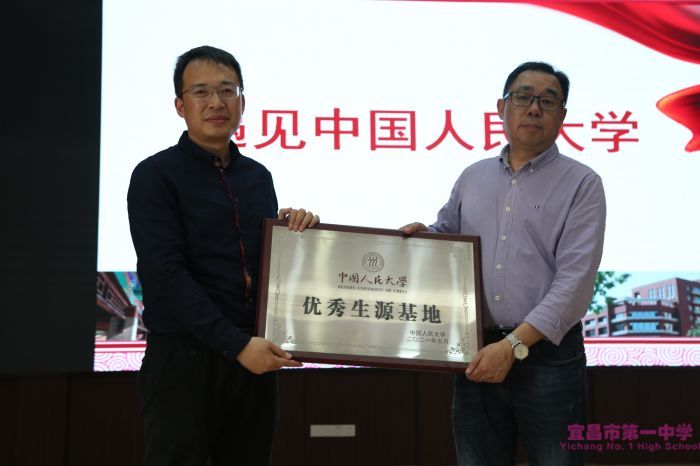 遇见中国人民大学
中国人民大学
RENMIN UNIVERSITY OF CHINA
优秀生源基地
中国人民大学
二〇二一年五月
宜昌市第一中学
Yichang No. 1 High School